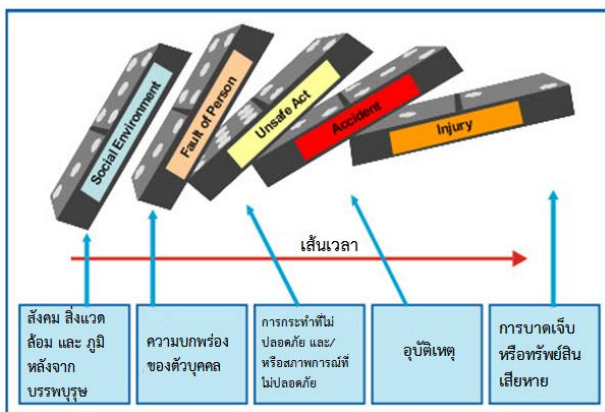 Social Environment
Fault of Person
Unsafe Act
Accident
Injury
เส้นเวลา
สังคม สิ่งแวด
ล้อม และ ภูมิ
หลังจาก
บรรพบุรุษ
ความบกพร่อง
ของตัวบุคคล
การกระทำที่ไม่
ปลอดภัย และ/
หรือสภาพการณ์ที่
ไม่ปลอดภัย
อุบัติเหตุ
การบาดเจ็บ
หรือทรัพย์สิน
เสียหาย